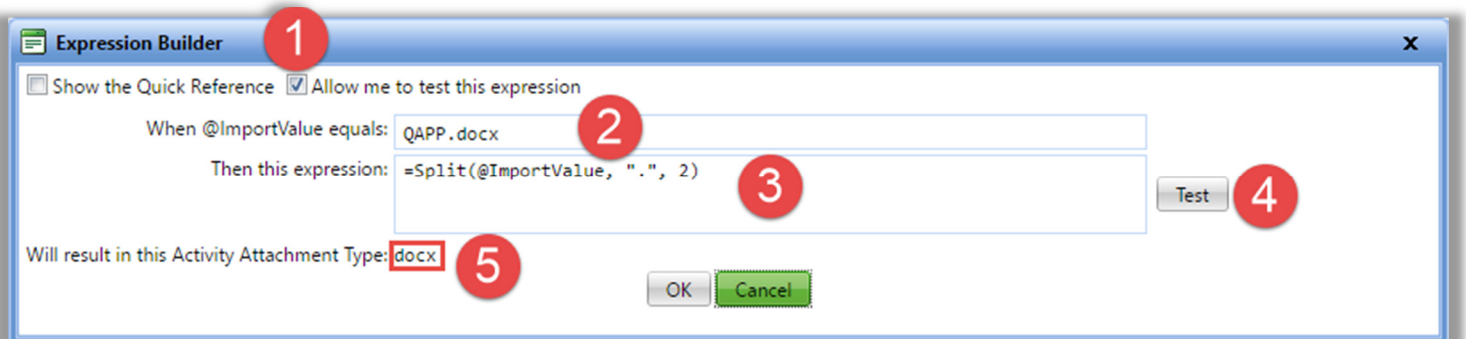 Expression Builder 1 x
Show the Quick Reference Allow me to test this expression
When @ImportValue equals: QAPP.docx 2
Then this expression: =Split(@ImportValue, ".", 2) 3
Test 4
Will result in this Activity Attachment Type: docx 5
OK Cancel